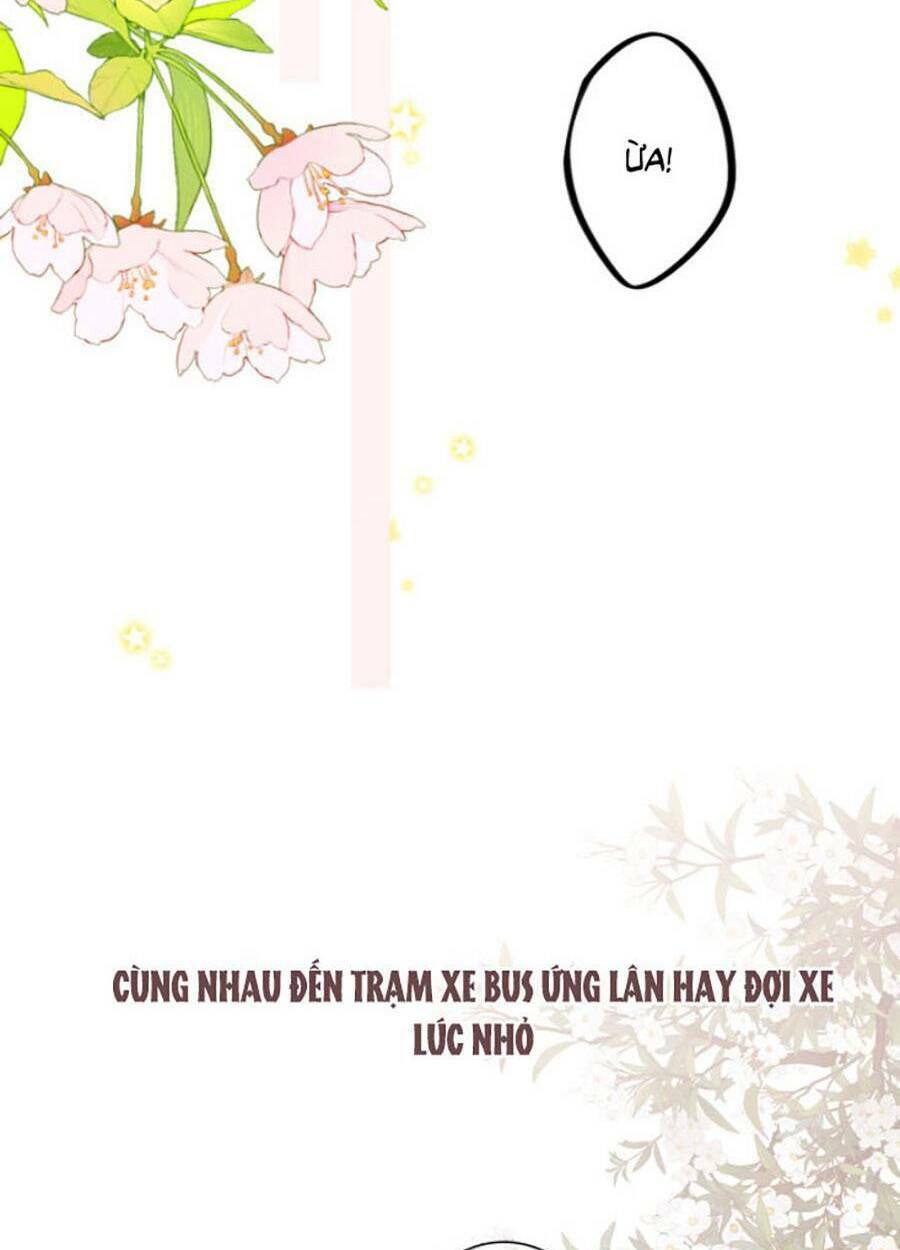 ỪA!
CÙNG NHAU ĐẾN TRẠM XE BUS ỨNG LÂN HAY ĐỢI XE
LÚC NHỎ